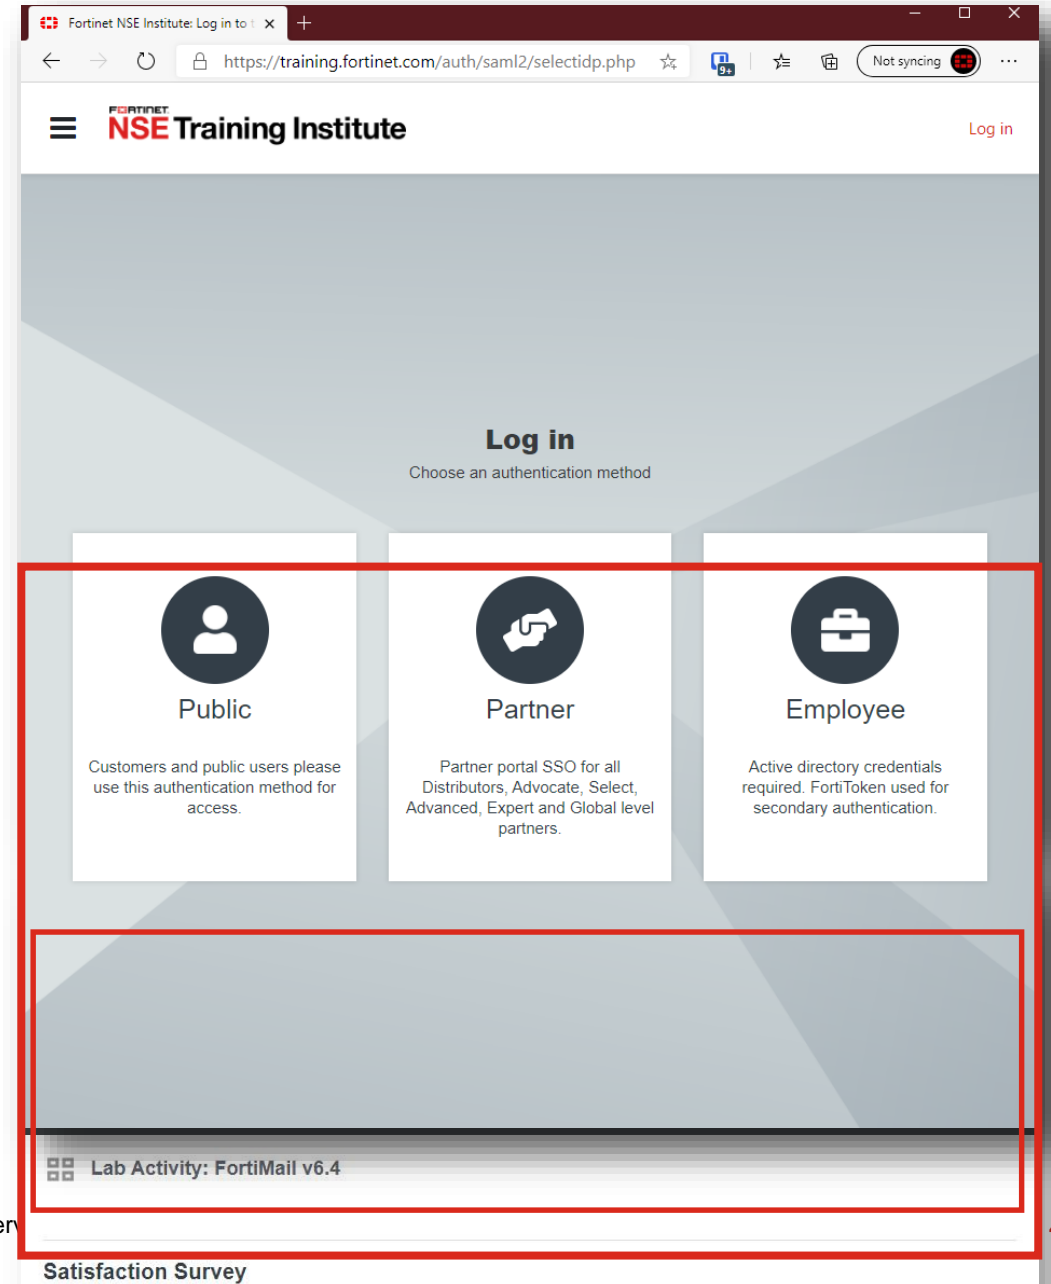 Fortinet NSE Institute: Log in to t
https://training.fortinet.com/auth/saml2/selectidp.php
9+
Not syncing
FORTINET
NSE Training Institute
Log in
Log in
Choose an authentication method
Public
Customers and public users please
use this authentication method for
access.
Partner
Partner portal SSO for all
Distributors, Advocate, Select,
Advanced, Expert and Global level
partners.
Employee
Active directory credentials
required. FortiToken used for
secondary authentication.
Lab Activity: FortiMail v6.4
Satisfaction Survey